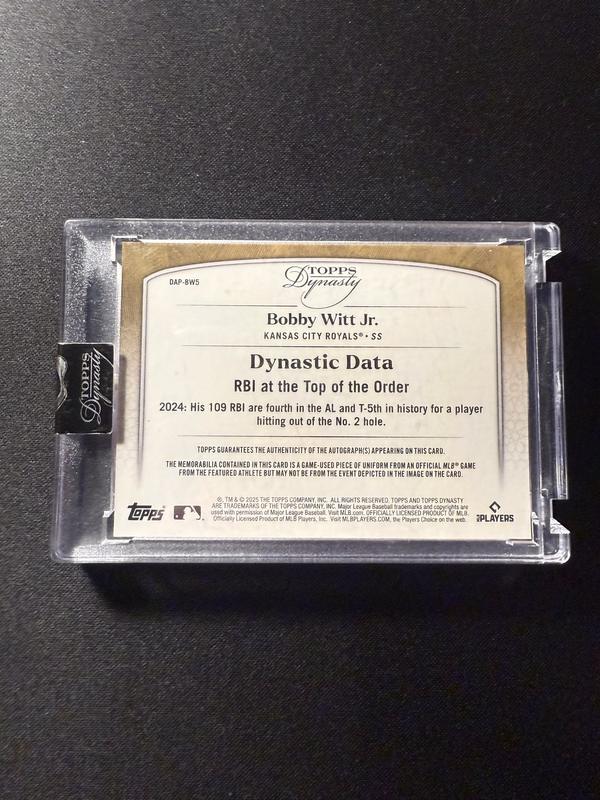 DAP-BW5
TOPPS
Dynasty
Bobby Witt Jr.
KANSAS CITY ROYALS® • SS
Dynastic Data
RBI at the Top of the Order
2024: His 109 RBI are fourth in the AL and T-5th in history for a player
hitting out of the No. 2 hole.
TOPPS GUARANTEES THE AUTHENTICITY OF THE AUTOGRAPH(S) APPEARING ON THIS CARD.
THE MEMORABILIA CONTAINED IN THIS CARD IS A GAME-USED PIECE OF UNIFORM FROM AN OFFICIAL MLB® GAME
FROM THE FEATURED ATHLETE BUT MAY NOT BE FROM THE EVENT DEPICTED IN THE IMAGE ON THE CARD.
®, TM & © 2025 THE TOPPS COMPANY, INC. ALL RIGHTS RESERVED. TOPPS AND TOPPS DYNASTY
ARE TRADEMARKS OF THE TOPPS COMPANY, INC. Major League Baseball trademarks and copyrights are
used with permission of Major League Baseball. Visit MLB.com. OFFICIALLY LICENSED PRODUCT OF MLB.
Officially Licensed Product of MLB Players, Inc. Visit MLBPLAYERS.COM, the Players Choice on the web.
Topps
MLB PLAYERS
TOPPS
Dynasty